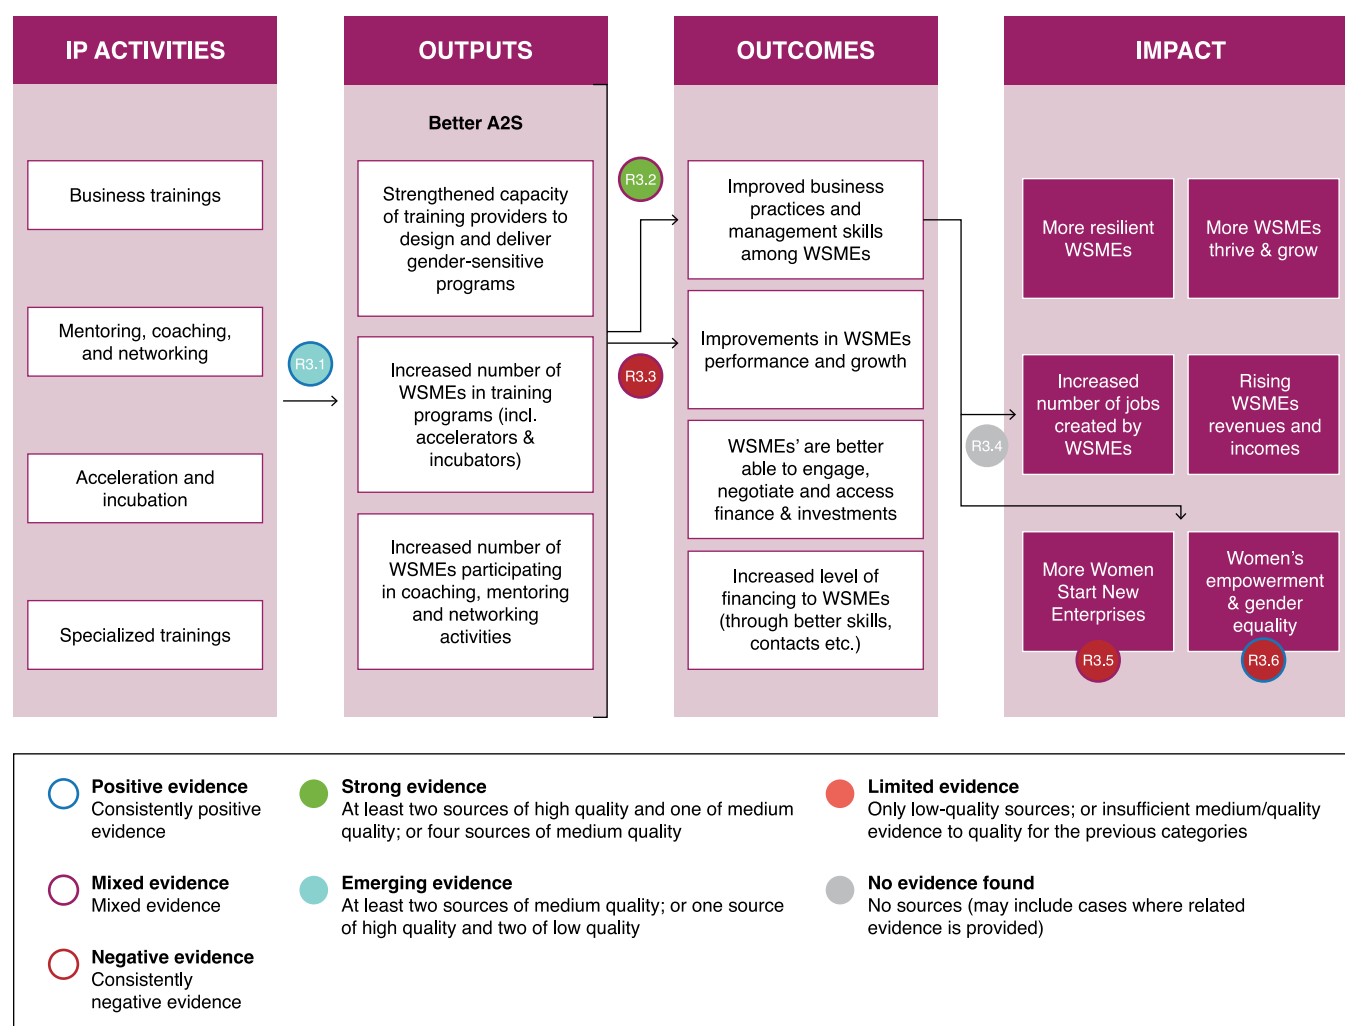 IP ACTIVITIES
OUTPUTS
OUTCOMES
IMPACT
Business trainings
Mentoring, coaching,
and networking
Acceleration and
incubation
Specialized trainings
R3.1
Better A2S
Strengthened capacity
of training providers to
design and deliver
gender-sensitive
programs
Increased number of
WSMEs in training
programs (incl.
accelerators &
incubators)
Increased number of
WSMEs participating
in coaching, mentoring
and networking
activities
R3.2
R3.3
Improved business
practices and
management skills
among WSMEs
Improvements in WSMEs
performance and growth
WSMEs’ are better
able to engage,
negotiate and access
finance & investments
Increased level of
financing to WSMEs
(through better skills,
contacts etc.)
R3.4
More resilient
WSMEs
More WSMEs
thrive & grow
Increased
number of jobs
created by
WSMEs
Rising
WSMEs
revenues and
incomes
More Women
Start New
Enterprises
R3.5
Women’s
empowerment
& gender
equality
R3.6
Positive evidence
Consistently positive
evidence
Mixed evidence
Mixed evidence
Negative evidence
Consistently
negative evidence
Strong evidence
At least two sources of high quality and one of medium
quality; or four sources of medium quality
Emerging evidence
At least two sources of medium quality; or one source
of high quality and two of low quality
Limited evidence
Only low-quality sources; or insufficient medium/quality
evidence to quality for the previous categories
No evidence found
No sources (may include cases where related
evidence is provided)